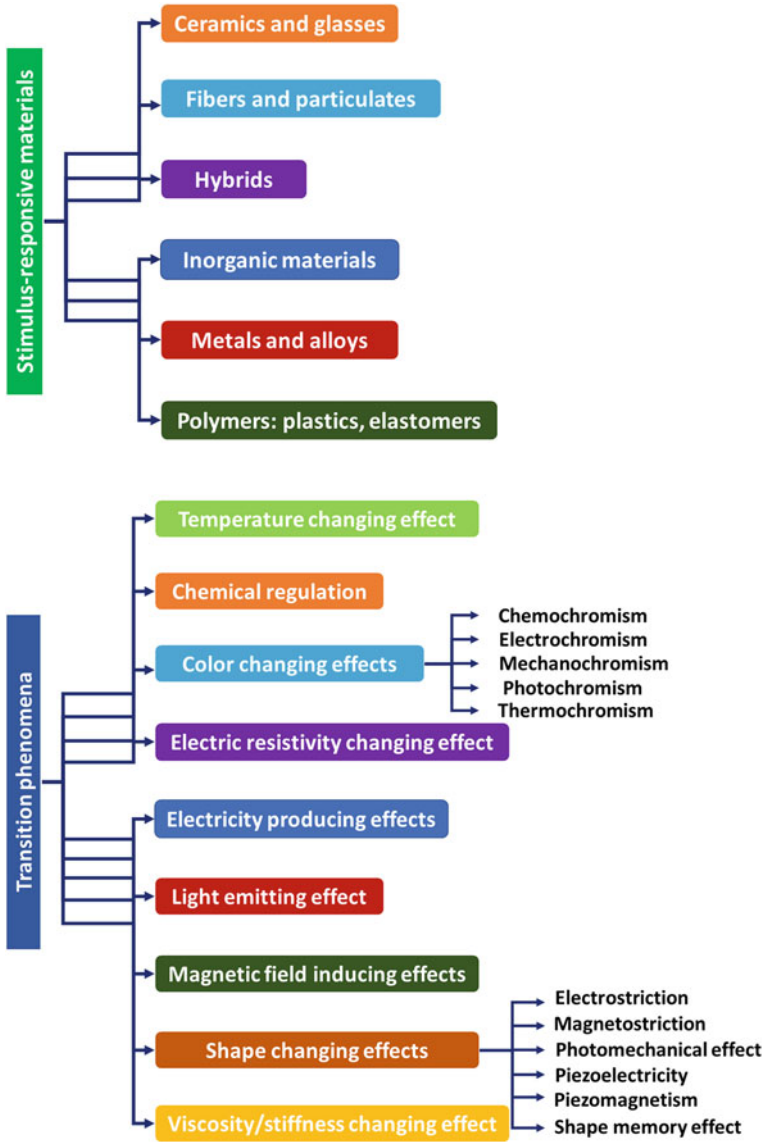 Stimulus-responsive materials
Ceramics and glasses
Fibers and particulates
Hybrids
Inorganic materials
Metals and alloys
Polymers: plastics, elastomers
Transition phenomena
Temperature changing effect
Chemical regulation
Color changing effects
Chemochromism
Electrochromism
Mechanochromism
Photochromism
Thermochromism
Electric resistivity changing effect
Electricity producing effects
Light emitting effect
Magnetic field inducing effects
Shape changing effects
Electrostriction
Magnetostriction
Photomechanical effect
Piezoelectricity
Piezomagnetism
Shape memory effect
Viscosity/stiffness changing effect